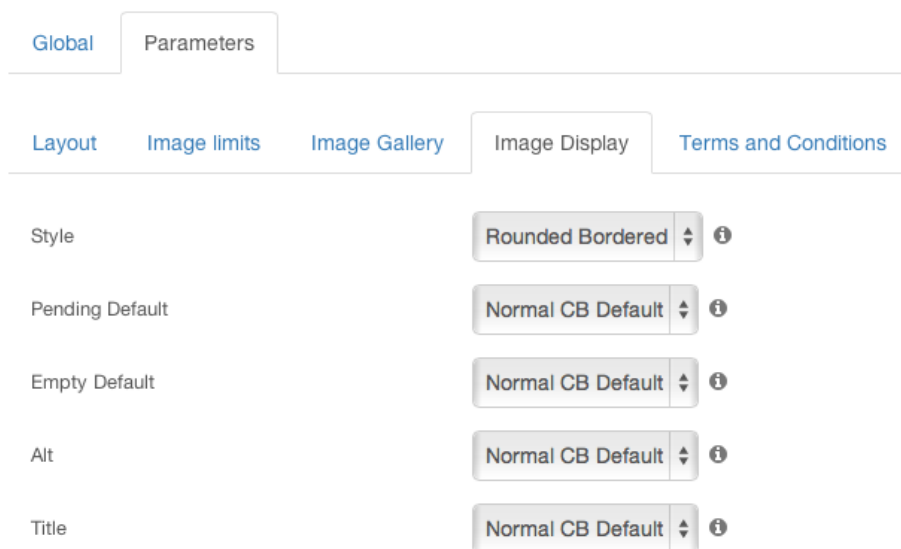 Global Parameters
Layout Image limits Image Gallery Image Display Terms and Conditions
Style Rounded Bordered
Pending Default Normal CB Default
Empty Default Normal CB Default
Alt Normal CB Default
Title Normal CB Default